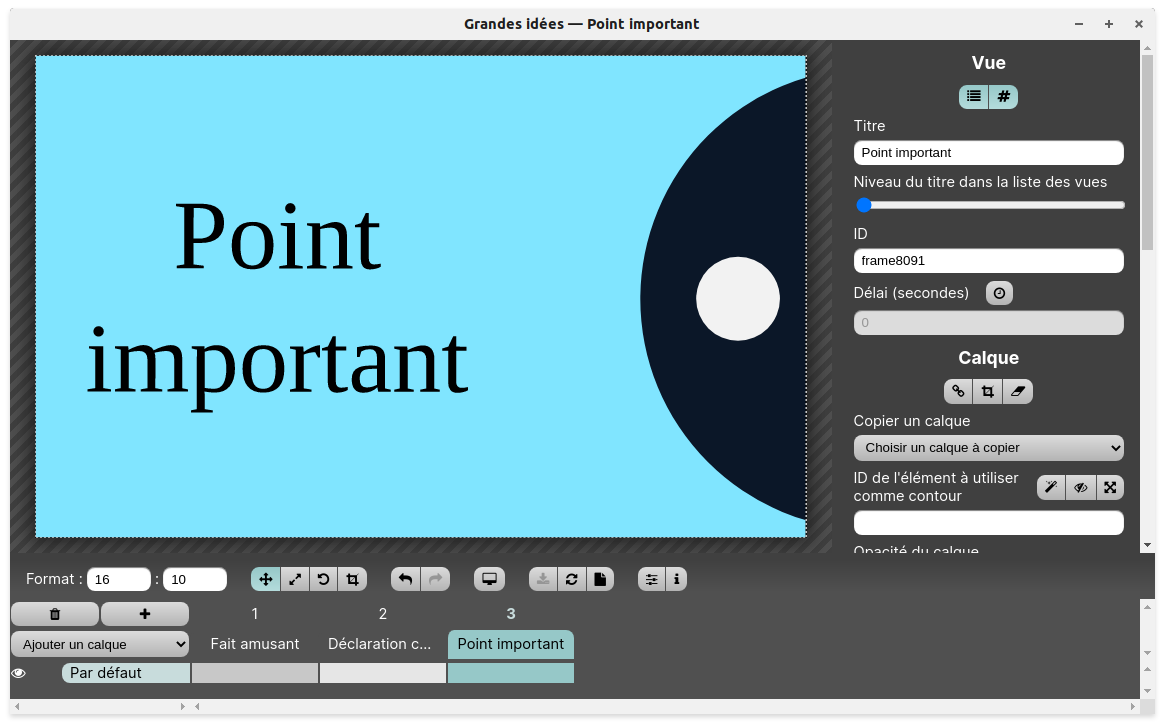 Grandes idées — Point important
Point
important
Vue
Titre
Point important
Niveau du titre dans la liste des vues
ID
frame8091
Délai (secondes)
0
Calque
Copier un calque
Choisir un calque à copier
ID de l'élément à utiliser
comme contour
Opacité du calque
Format : 16 : 10
1 2 3
Ajouter un calque Fait amusant Déclaration c... Point important
Par défaut